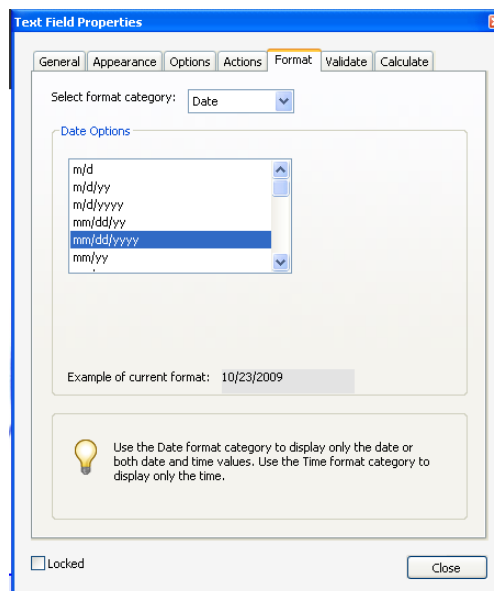 Text Field Properties
General Appearance Options Actions Format Validate Calculate
Select format category: Date
Date Options
m/d
m/d/yy
m/d/yyyy
mm/dd/yy
mm/dd/yyyy
mm/yy
Example of current format: 10/23/2009
Use the Date format category to display only the date or
both date and time values. Use the Time format category to
display only the time.
Locked
Close